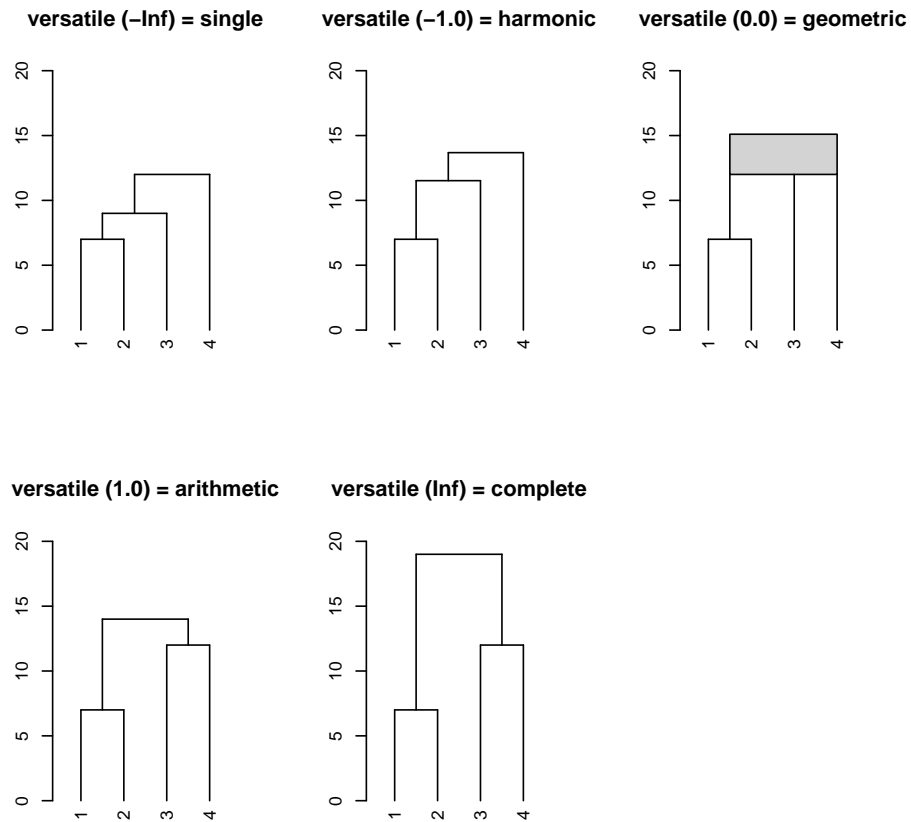 versatile (−Inf) = single
versatile (−1.0) = harmonic
versatile (0.0) = geometric
20
15
10
5
0
1 2 3 4
20
15
10
5
0
1 2 3 4
20
15
10
5
0
1 2 3 4
versatile (1.0) = arithmetic
versatile (Inf) = complete
20
15
10
5
0
1 2 3 4
20
15
10
5
0
1 2 3 4